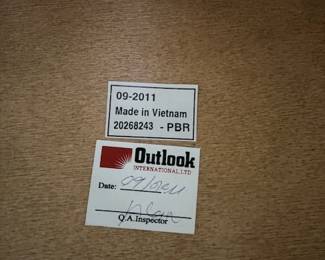 09-2011
Made in Vietnam
20268243 - PBR
Outlook
INTERNATIONAL, LTD
Date:
Q.A.Inspector